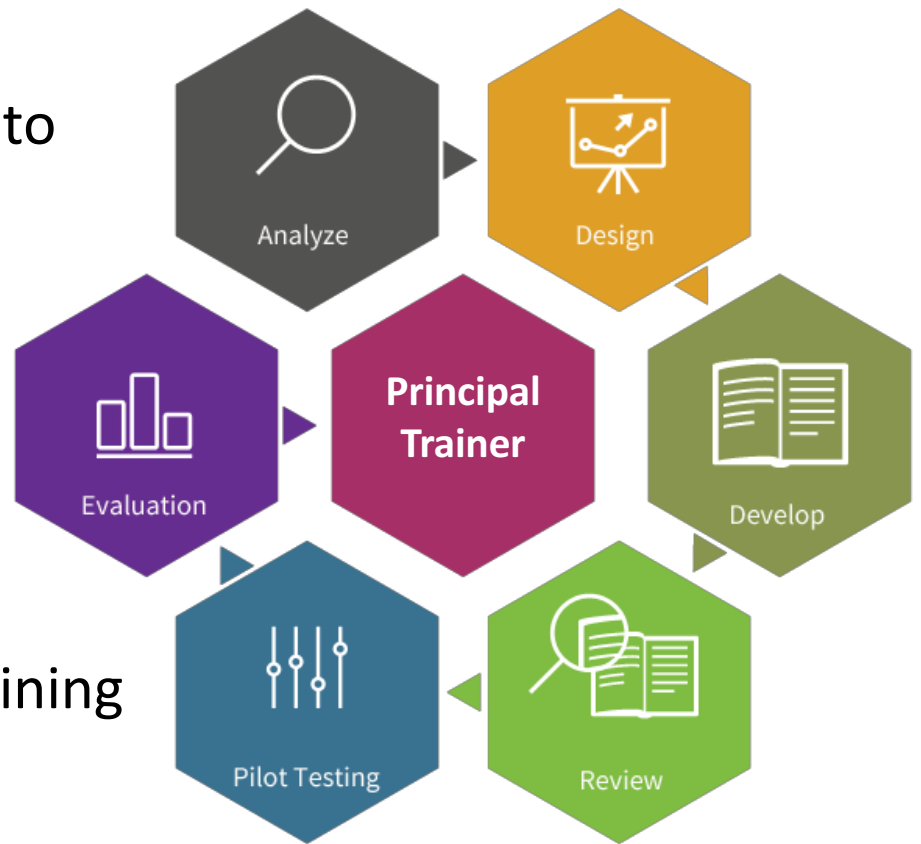 to
Analyze
Design
Evaluation
Principal
Trainer
Develop
ining
Pilot Testing
Review